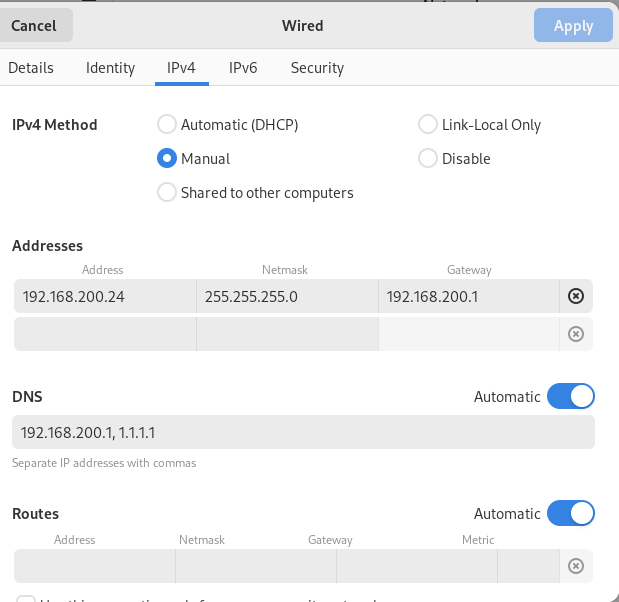 Cancel
Wired
Apply
Details
Identity
IPv4
IPv6
Security
IPv4 Method
Automatic (DHCP)
Link-Local Only
Manual
Disable
Shared to other computers
Addresses
Address
Netmask
Gateway
192.168.200.24
255.255.255.0
192.168.200.1
DNS
Automatic
192.168.200.1, 1.1.1.1
Separate IP addresses with commas
Routes
Automatic
Address
Netmask
Gateway
Metric